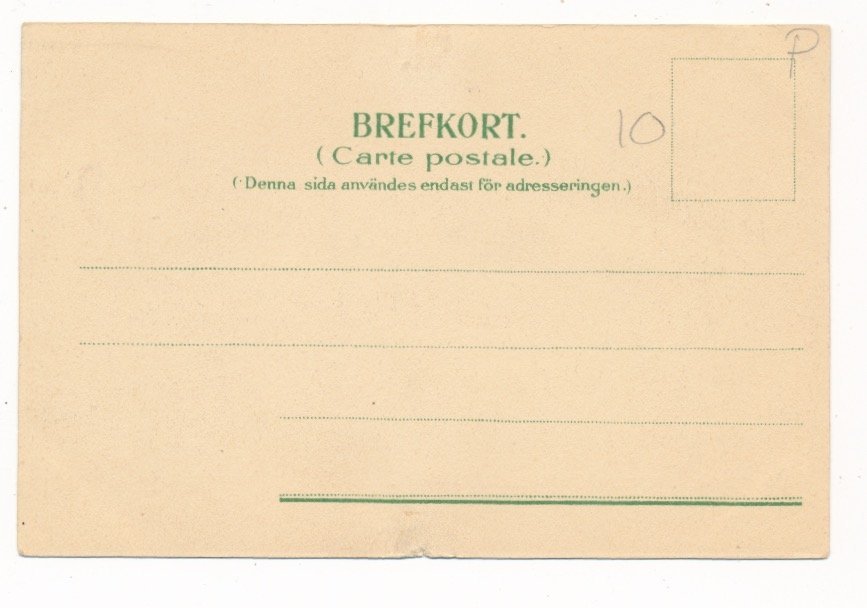 P
BREFKORT.
10
(Carte postale.)
(Denna sida användes endast för adresseringen.)